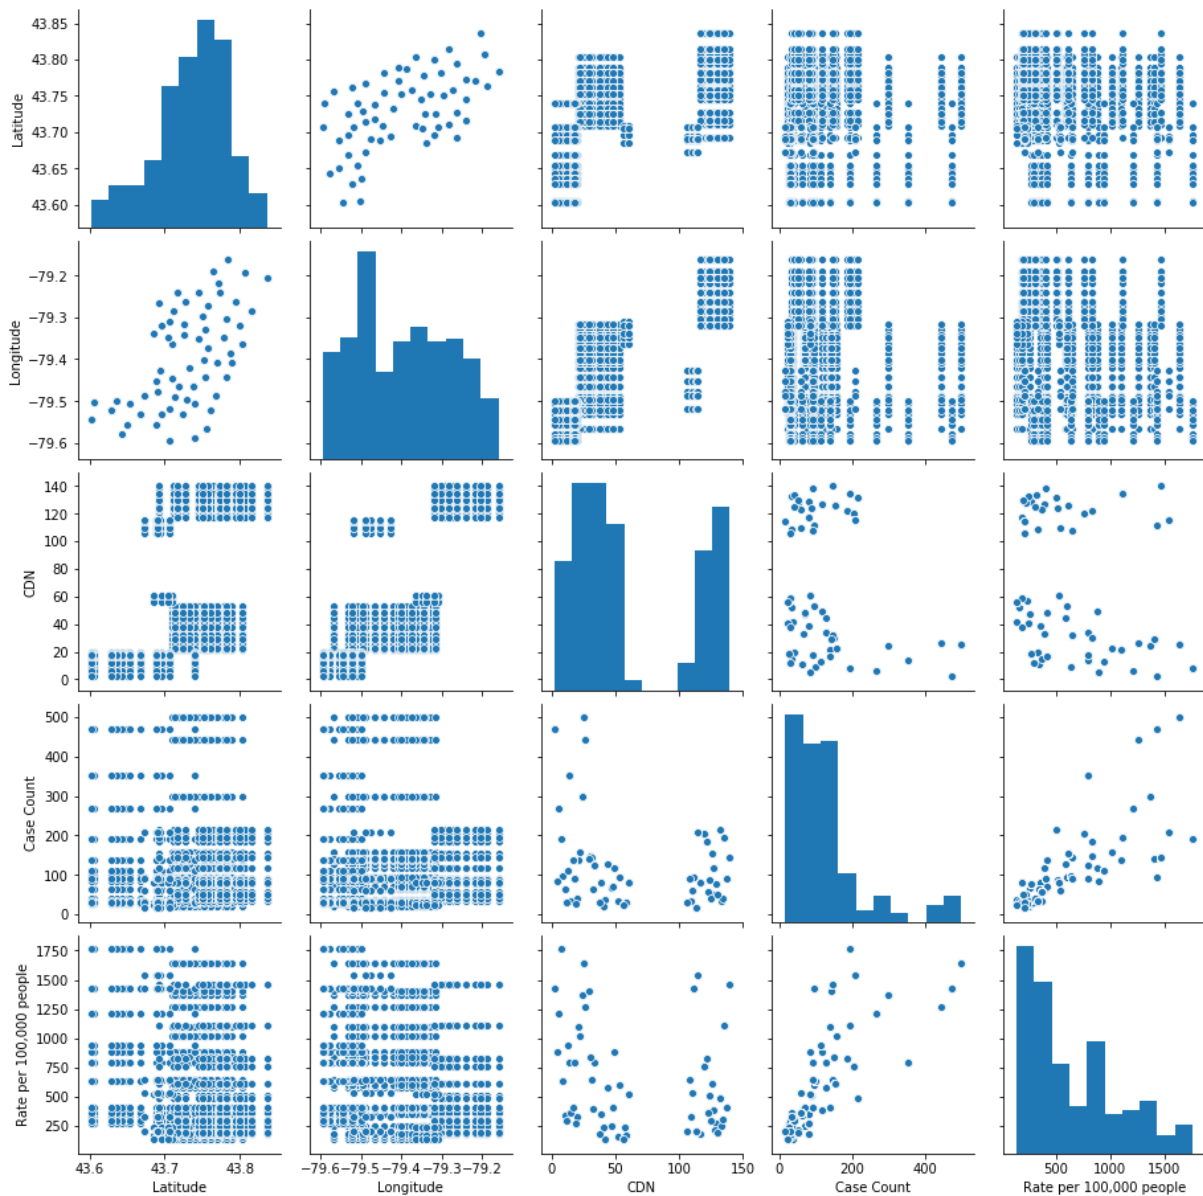 43.85
43.80
43.75
43.70
43.65
43.60
Latitude
−79.2
−79.3
−79.4
−79.5
−79.6
Longitude
140
120
100
80
60
40
20
0
CDN
500
400
300
200
100
0
Case Count
1750
1500
1250
1000
750
500
250
Rate per 100,000 people
43.6 43.7 43.8
Latitude
−79.6 −79.5 −79.4 −79.3 −79.2
Longitude
0 50 100 150
CDN
0 200 400
Case Count
500 1000 1500
Rate per 100,000 people